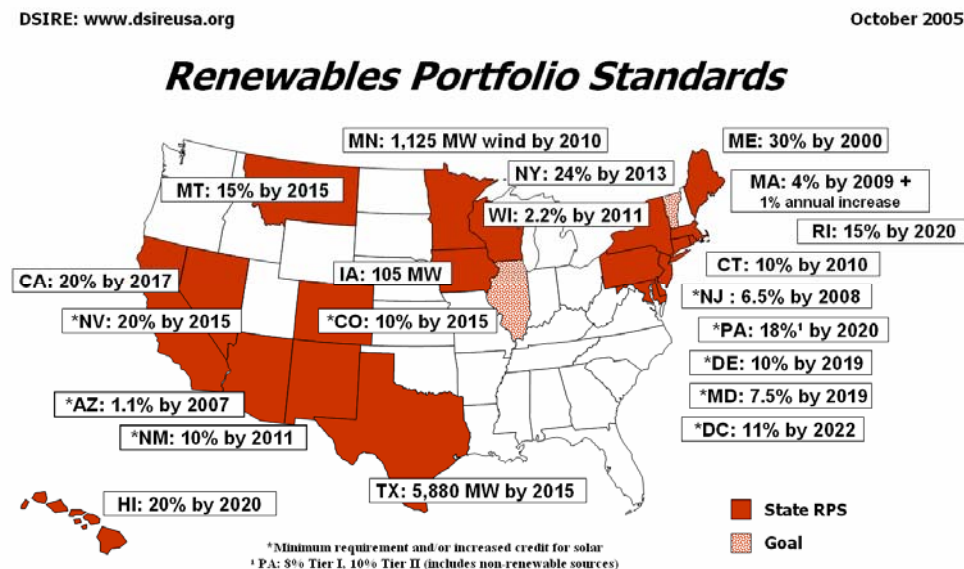 DSIRE: www.dsireusa.org
October 2005
Renewables Portfolio Standards
MN: 1,125 MW wind by 2010
ME: 30% by 2000
NY: 24% by 2013
MT: 15% by 2015
MA: 4% by 2009 +
1% annual increase
WI: 2.2% by 2011
RI: 15% by 2020
CA: 20% by 2017
IA: 105 MW
CT: 10% by 2010
*NJ : 6.5% by 2008
*NV: 20% by 2015
*CO: 10% by 2015
*PA: 18%¹ by 2020
*DE: 10% by 2019
*AZ: 1.1% by 2007
*MD: 7.5% by 2019
*NM: 10% by 2011
*DC: 11% by 2022
TX: 5,880 MW by 2015
HI: 20% by 2020
State RPS
Goal
*Minimum requirement and/or increased credit for solar
¹ PA: 8% Tier I, 10% Tier II (includes non-renewable sources)